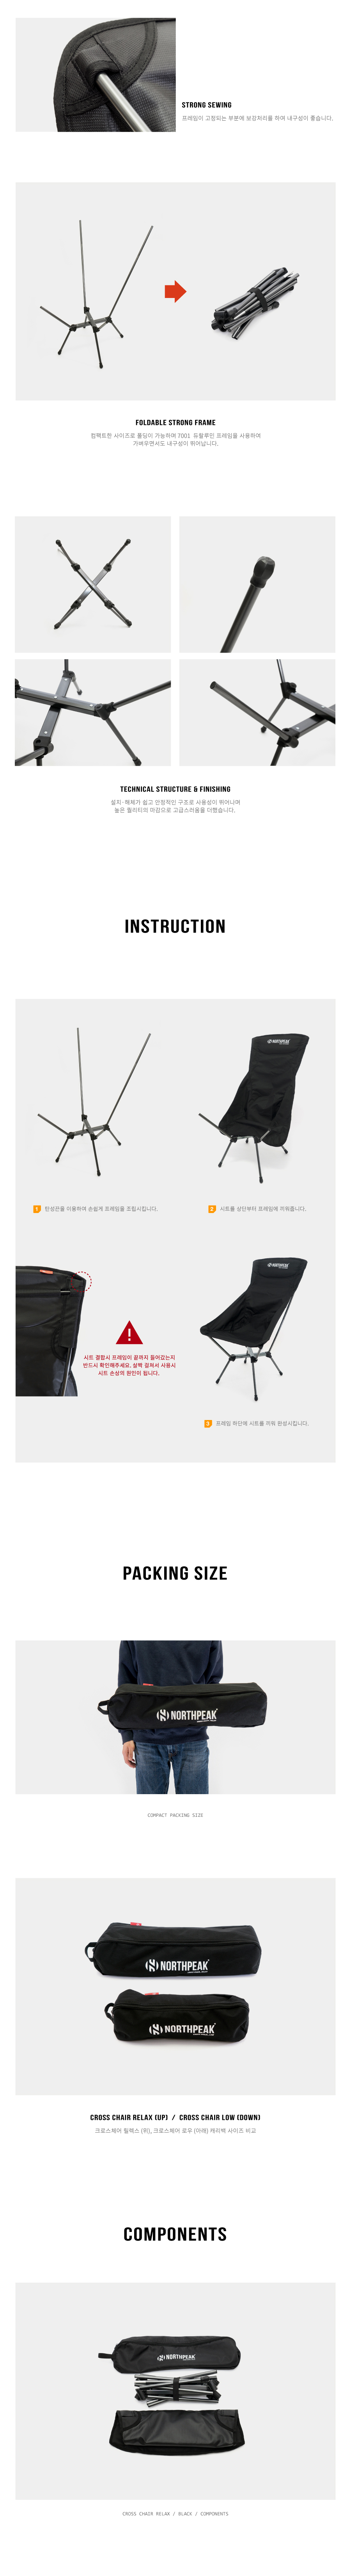 STRONG SEWING
프레임이 고정되는 부분에 보강처리를 하여 내구성이 좋습니다.
FOLDABLE STRONG FRAME
컴팩트한 사이즈로 폴딩이 가능하며 7001 듀랄루민 프레임을 사용하여
가벼우면서도 내구성이 뛰어납니다.
TECHNICAL STRUCTURE & FINISHING
설치·해체가 쉽고 안정적인 구조로 사용성이 뛰어나며
높은 퀄리티의 마감으로 고급스러움을 더했습니다.
INSTRUCTION
NORTHPEAK
1 탄성끈을 이용하여 손쉽게 프레임을 조립시킵니다.
2 시트를 상단부터 프레임에 끼워줍니다.
NORTHPEAK
시트 결합시 프레임이 끝까지 들어갔는지
반드시 확인해주세요. 살짝 걸쳐서 사용시
시트 손상의 원인이 됩니다.
3 프레임 하단에 시트를 끼워 완성시킵니다.
PACKING SIZE
NORTHPEAK
COMPACT PACKING SIZE
NORTHPEAK
NORTHPEAK
CROSS CHAIR RELAX (UP) / CROSS CHAIR LOW (DOWN)
크로스체어 릴렉스 (위), 크로스체어 로우 (아래) 캐리백 사이즈 비교
COMPONENTS
NORTHPEAK
CROSS CHAIR RELAX / BLACK / COMPONENTS